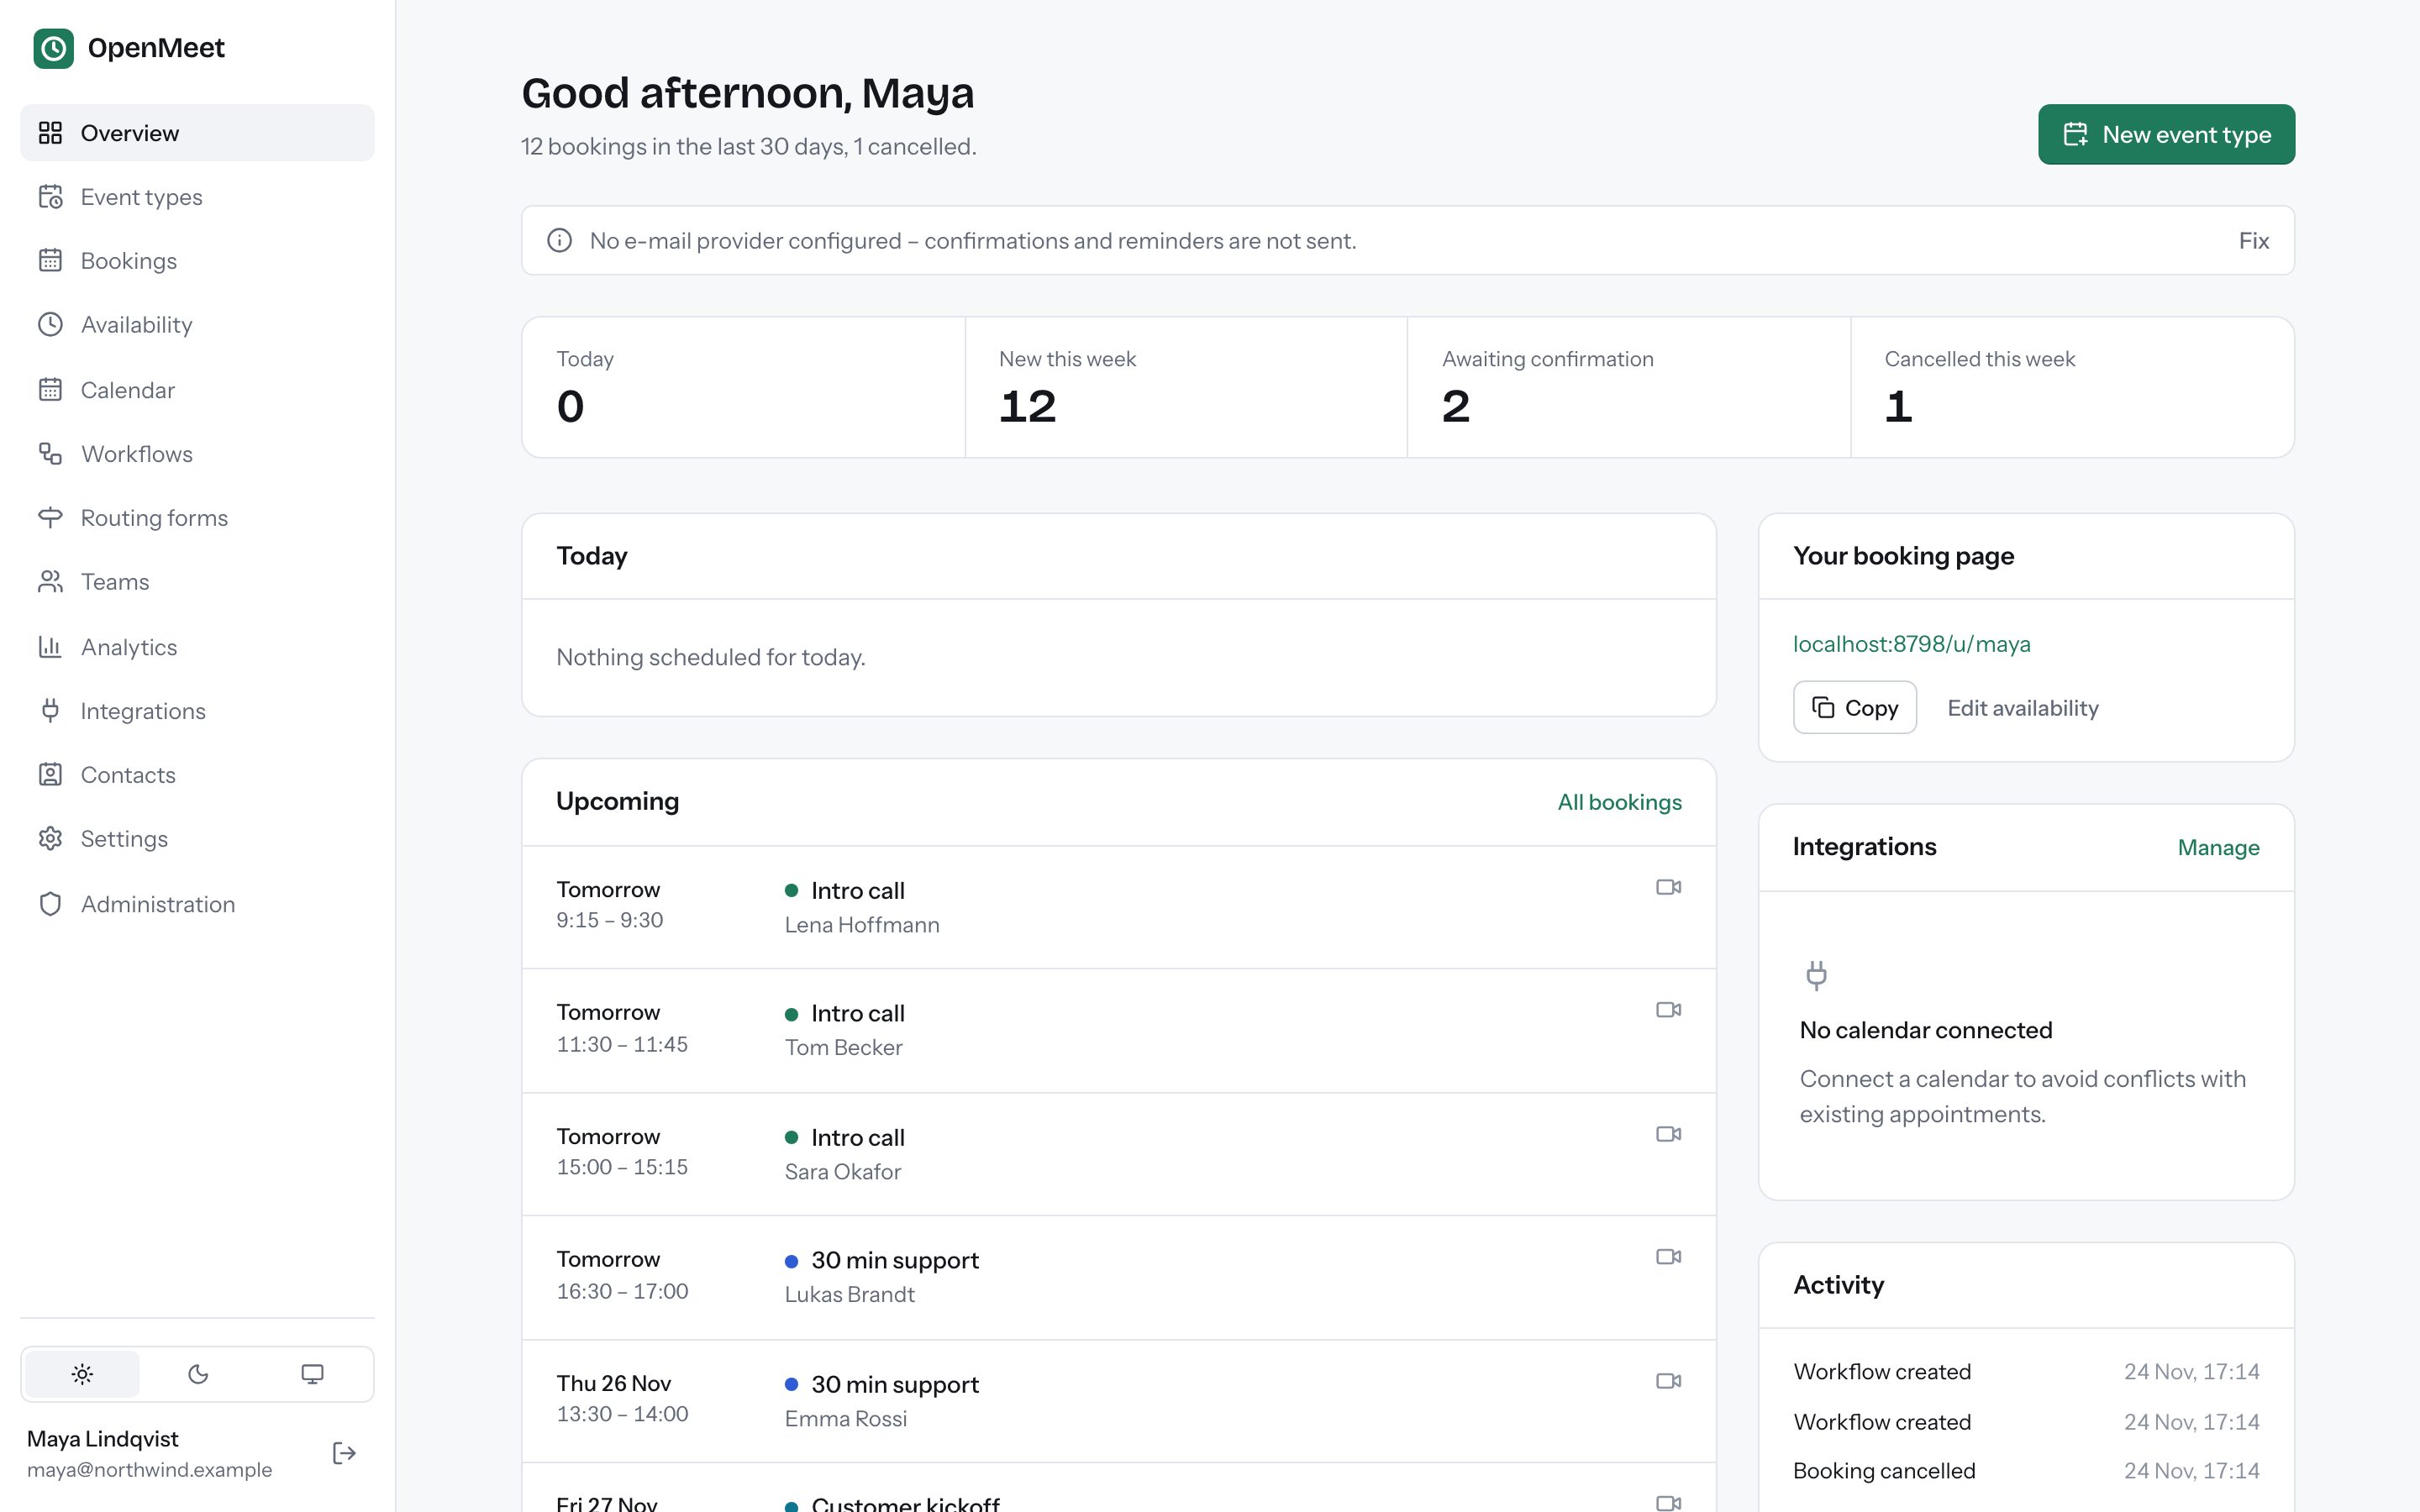 OpenMeet
Overview
Event types
Bookings
Availability
Calendar
Workflows
Routing forms
Teams
Analytics
Integrations
Contacts
Settings
Administration
Maya Lindqvist
maya@northwind.example
Good afternoon, Maya
12 bookings in the last 30 days, 1 cancelled.
New event type
No e-mail provider configured – confirmations and reminders are not sent.
Fix
Today
0
New this week
12
Awaiting confirmation
2
Cancelled this week
1
Today
Nothing scheduled for today.
Upcoming
All bookings
Tomorrow
9:15 – 9:30
Intro call
Lena Hoffmann
Tomorrow
11:30 – 11:45
Intro call
Tom Becker
Tomorrow
15:00 – 15:15
Intro call
Sara Okafor
Tomorrow
16:30 – 17:00
30 min support
Lukas Brandt
Thu 26 Nov
13:30 – 14:00
30 min support
Emma Rossi
Fri 27 Nov
Customer kickoff
Your booking page
localhost:8798/u/maya
Copy
Edit availability
Integrations
Manage
No calendar connected
Connect a calendar to avoid conflicts with
existing appointments.
Activity
Workflow created
24 Nov, 17:14
Workflow created
24 Nov, 17:14
Booking cancelled
24 Nov, 17:14